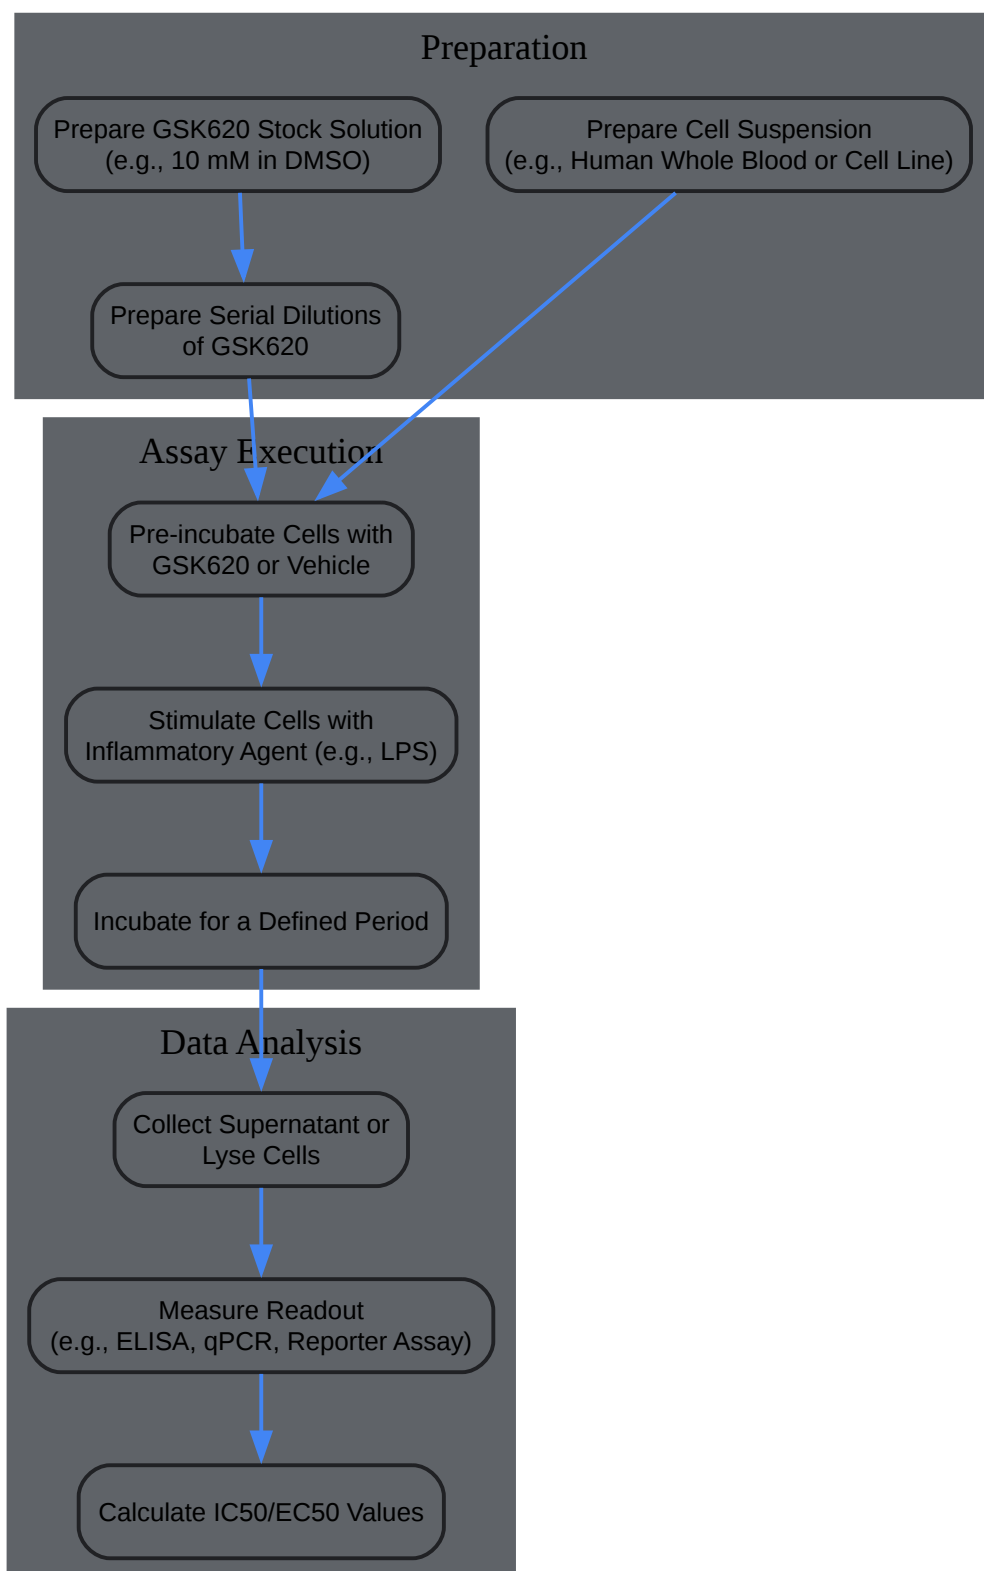 Preparation
Prepare GSK620 Stock Solution
(e.g., 10 mM in DMSO)
Prepare Cell Suspension
(e.g., Human Whole Blood or Cell Line)
Prepare Serial Dilutions
of GSK620
Assay Execution
Pre-incubate Cells with
GSK620 or Vehicle
Stimulate Cells with
Inflammatory Agent (e.g., LPS)
Incubate for a Defined Period
Data Analysis
Collect Supernatant or
Lyse Cells
Measure Readout
(e.g., ELISA, qPCR, Reporter Assay)
Calculate IC50/EC50 Values